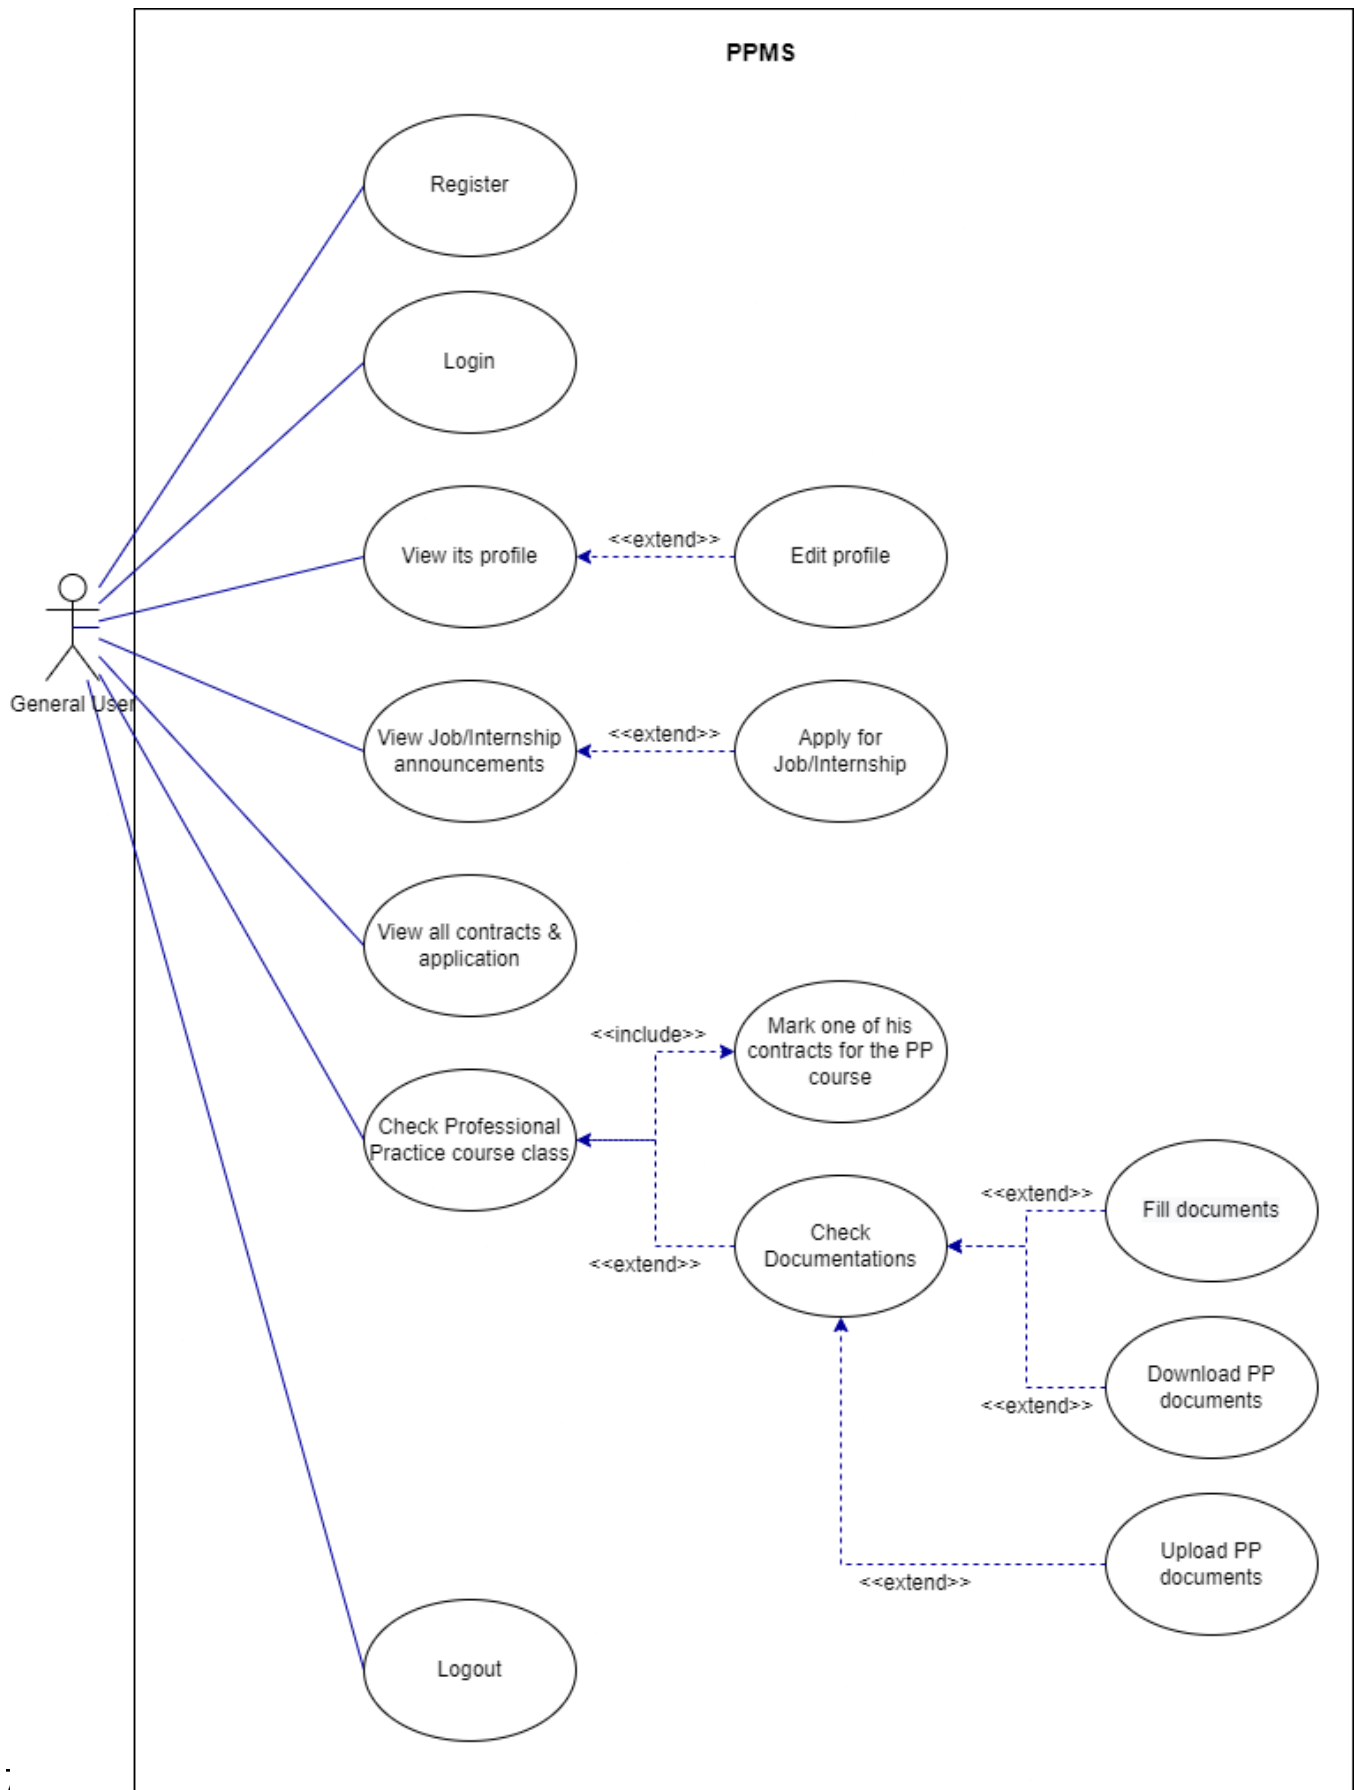 PPMS
Register
Login
View its profile
<<extend>>
Edit profile
General User
View Job/Internship
announcements
<<extend>>
Apply for
Job/Internship
View all contracts &
application
<<include>>
Mark one of his
contracts for the PP
course
Check Professional
Practice course class
<<extend>>
Check
Documentations
<<extend>>
Fill documents
<<extend>>
Download PP
documents
<<extend>>
Upload PP
documents
Logout